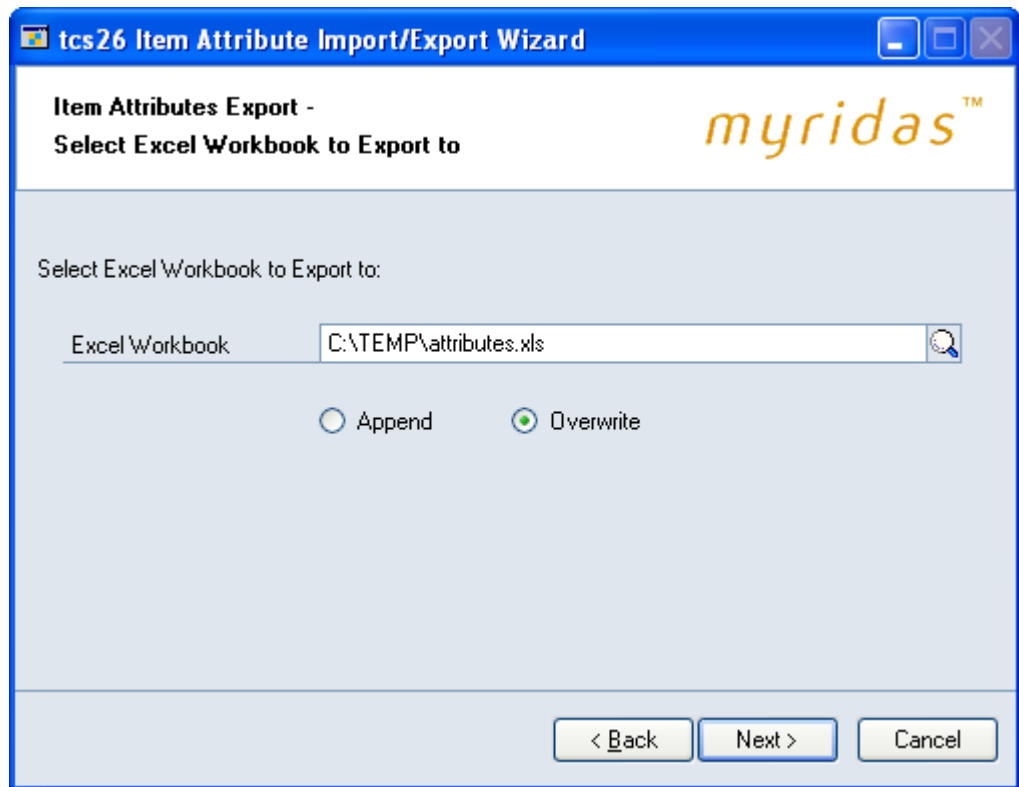 tcs26 Item Attribute Import/Export Wizard
Item Attributes Export -
Select Excel Workbook to Export to
myridas™
Select Excel Workbook to Export to:
Excel Workbook C:\TEMP\attributes.xls
Append Overwrite
< Back Next > Cancel